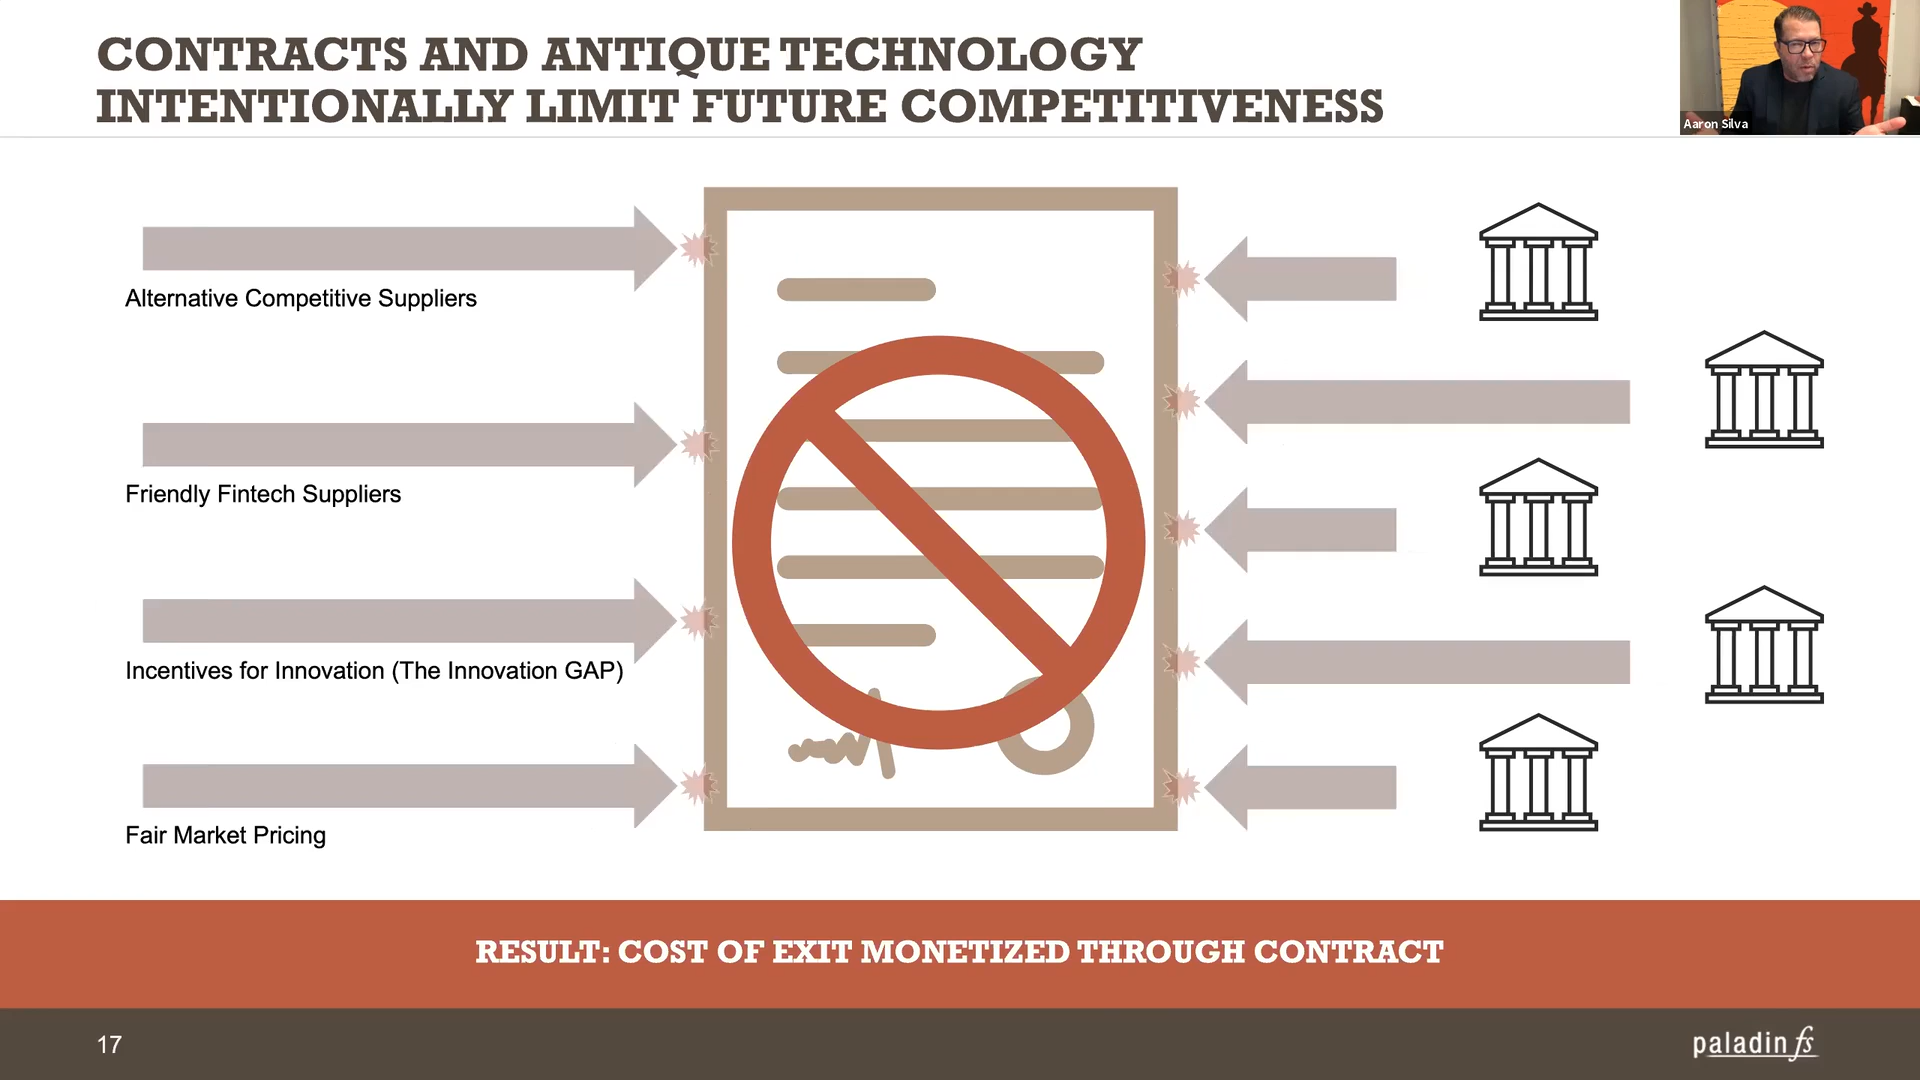 CONTRACTS AND ANTIQUE TECHNOLOGY
INTENTIONALLY LIMIT FUTURE COMPETITIVENESS
Aaron Silva
Alternative Competitive Suppliers
Friendly Fintech Suppliers
Incentives for Innovation (The Innovation GAP)
Fair Market Pricing
RESULT: COST OF EXIT MONETIZED THROUGH CONTRACT
17
paladin fs